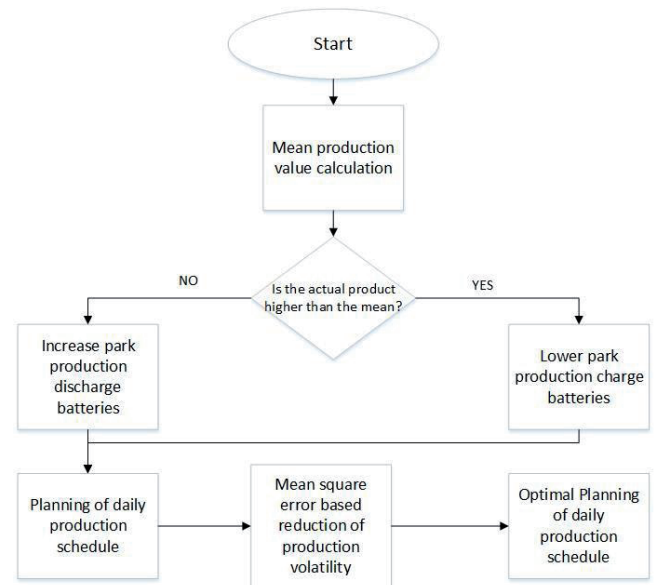 Start
Mean production
value calculation
Is the actual product
higher than the mean?
NO
YES
Increase park
production
discharge
batteries
Lower park
production charge
batteries
Planning of daily
production
schedule
Mean square
error based
reduction of
production
volatility
Optimal Planning
of daily
production
schedule